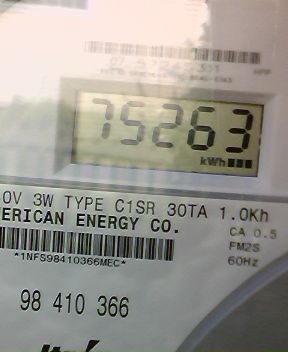 75263
kWh
0V 3W TYPE C1SR 30TA 1.0Kh
ERICAN ENERGY CO.
CA 0.5
FM2S
*1NFS98410366MEC*
60Hz
98 410 366